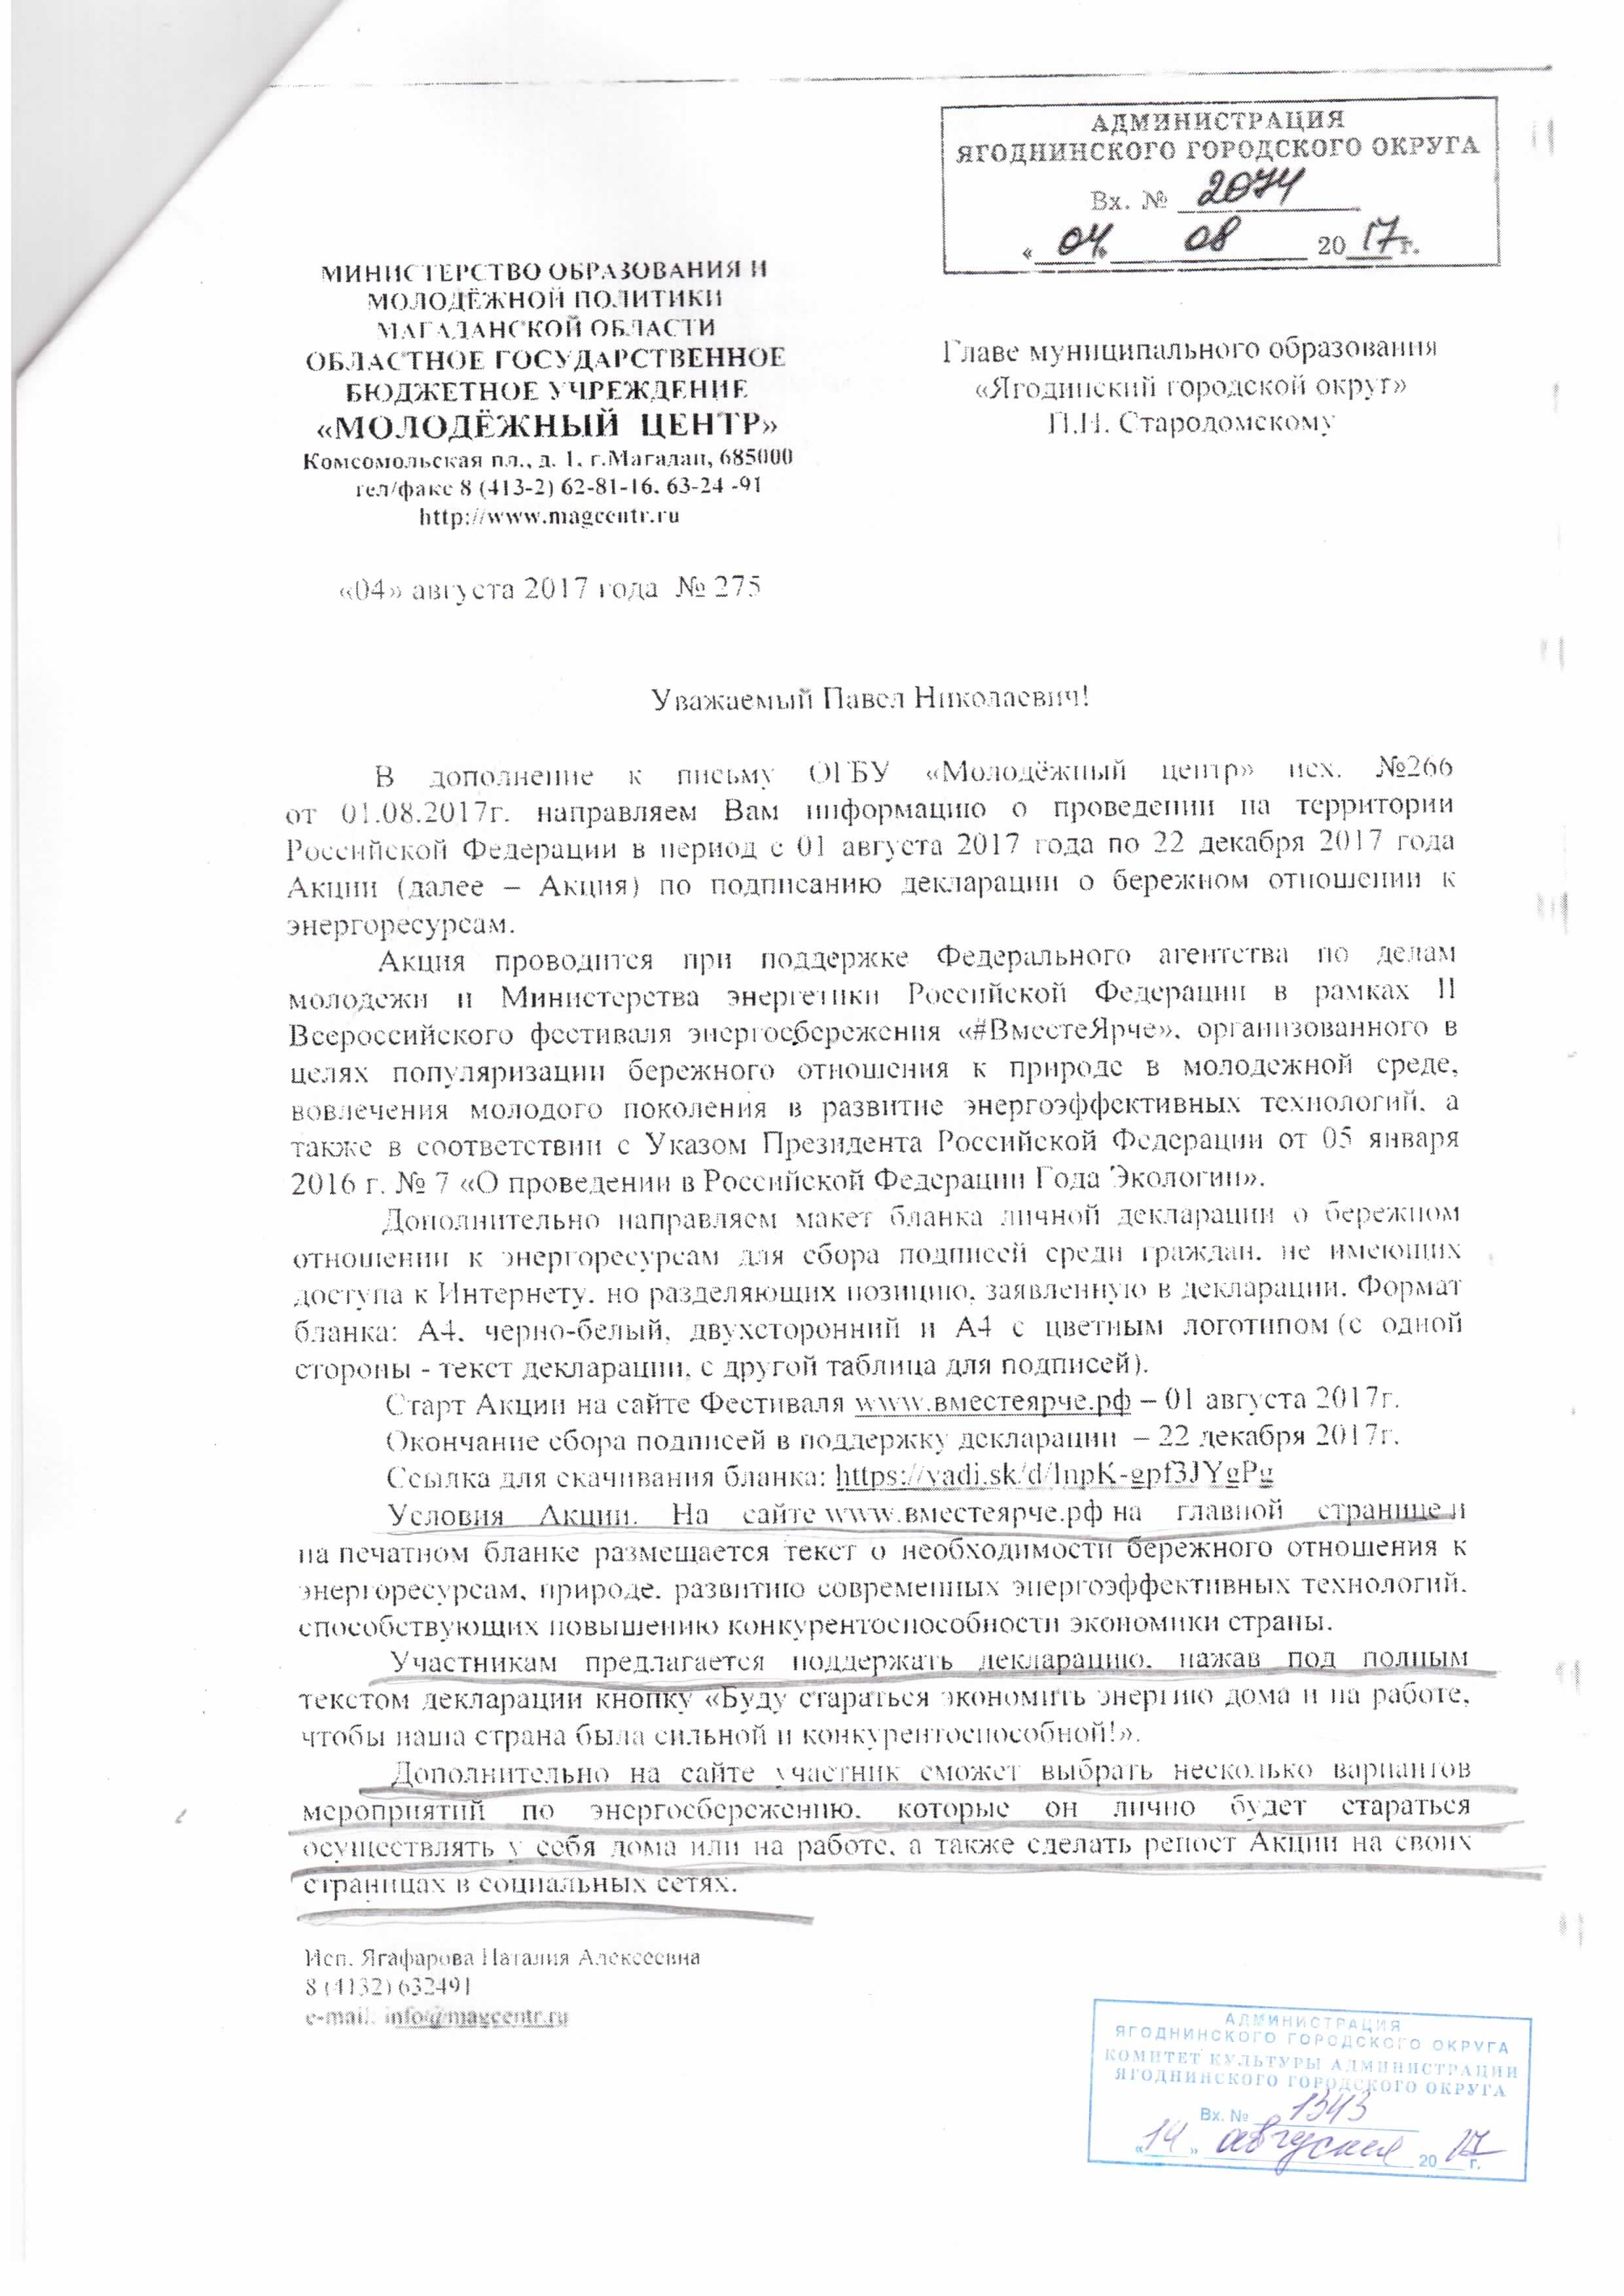 АДМИНИСТРАЦИЯ
ЯГОДНИНСКОГО ГОРОДСКОГО ОКРУГА
Вх. № 2074
«04» 08 2017г.
МИНИСТЕРСТВО ОБРАЗОВАНИЯ И
МОЛОДЁЖНОЙ ПОЛИТИКИ
МАГАДАНСКОЙ ОБЛАСТИ
ОБЛАСТНОЕ ГОСУДАРСТВЕННОЕ
БЮДЖЕТНОЕ УЧРЕЖДЕНИЕ
«МОЛОДЁЖНЫЙ ЦЕНТР»
Комсомольская пл., д. 1, г.Магадан, 685000
тел/факс 8 (413-2) 62-81-16, 63-24 -91
http://www.magcentr.ru
«04» августа 2017 года № 275
Главе муниципального образования
«Ягодинский городской округ»
П.Н. Стародомскому
Уважаемый Павел Николаевич!
В дополнение к письму ОГБУ «Молодёжный центр» исх. №266
от 01.08.2017г. направляем Вам информацию о проведении на территории
Российской Федерации в период с 01 августа 2017 года по 22 декабря 2017 года
Акции (далее – Акция) по подписанию декларации о бережном отношении к
энергоресурсам.
Акция проводится при поддержке Федерального агентства по делам
молодежи и Министерства энергетики Российской Федерации в рамках II
Всероссийского фестиваля энергосбережения «#ВместеЯрче», организованного в
целях популяризации бережного отношения к природе в молодежной среде,
вовлечения молодого поколения в развитие энергоэффективных технологий, а
также в соответствии с Указом Президента Российской Федерации от 05 января
2016 г. № 7 «О проведении в Российской Федерации Года Экологии».
Дополнительно направляем макет бланка личной декларации о бережном
отношении к энергоресурсам для сбора подписей среди граждан, не имеющих
доступа к Интернету, но разделяющих позицию, заявленную в декларации. Формат
бланка: А4, черно-белый, двухсторонний и А4 с цветным логотипом (с одной
стороны - текст декларации, с другой таблица для подписей).
Старт Акции на сайте Фестиваля www.вместеярче.рф – 01 августа 2017г.
Окончание сбора подписей в поддержку декларации – 22 декабря 2017г.
Ссылка для скачивания бланка: https://yadi.sk/d/lnpK-gpf3JYgPg
Условия Акции. На сайте www.вместеярче.рф на главной странице и
на печатном бланке размещается текст о необходимости бережного отношения к
энергоресурсам, природе, развитию современных энергоэффективных технологий,
способствующих повышению конкурентоспособности экономики страны.
Участникам предлагается поддержать декларацию, нажав под полным
текстом декларации кнопку «Буду стараться экономить энергию дома и на работе,
чтобы наша страна была сильной и конкурентоспособной!».
Дополнительно на сайте участник сможет выбрать несколько вариантов
мероприятий по энергосбережению, которые он лично будет стараться
осуществлять у себя дома или на работе, а также сделать репост Акции на своих
страницах в социальных сетях.
Исп. Ягафарова Наталия Алексеевна
8 (4132) 632491
e-mail: info@magcentr.ru
АДМИНИСТРАЦИЯ
ЯГОДНИНСКОГО ГОРОДСКОГО ОКРУГА
КОМИТЕТ КУЛЬТУРЫ АДМИНИСТРАЦИИ
ЯГОДНИНСКОГО ГОРОДСКОГО ОКРУГА
Вх. № 1343
«14» августа 2017 г.